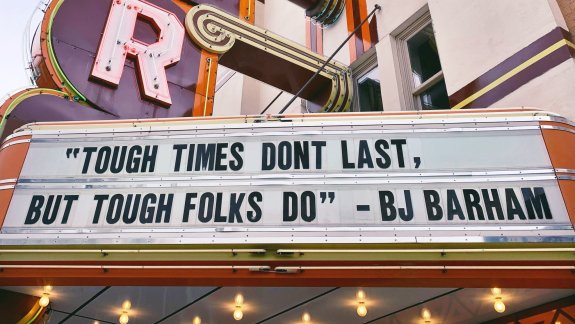 R
“TOUGH TIMES DONT LAST,
BUT TOUGH FOLKS DO” - BJ BARHAM